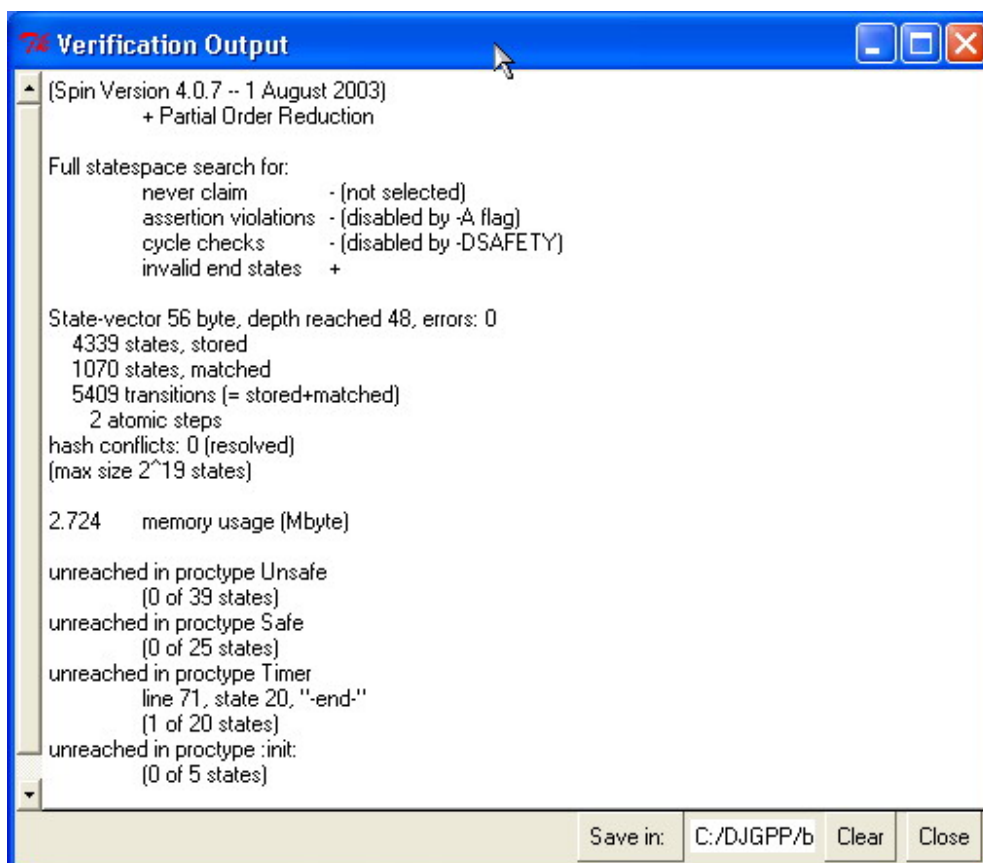 Verification Output
(Spin Version 4.0.7 -- 1 August 2003)
+ Partial Order Reduction
Full statespace search for:
never claim - (not selected)
assertion violations - (disabled by -A flag)
cycle checks - (disabled by -DSAFETY)
invalid end states +
State-vector 56 byte, depth reached 48, errors: 0
4339 states, stored
1070 states, matched
5409 transitions (= stored+matched)
2 atomic steps
hash conflicts: 0 (resolved)
(max size 2^19 states)
2.724 memory usage (Mbyte)
unreached in proctype Unsafe
(0 of 39 states)
unreached in proctype Safe
(0 of 25 states)
unreached in proctype Timer
line 71, state 20, "-end-"
(1 of 20 states)
unreached in proctype :init:
(0 of 5 states)
Save in: C:/DJGPP/b Clear Close